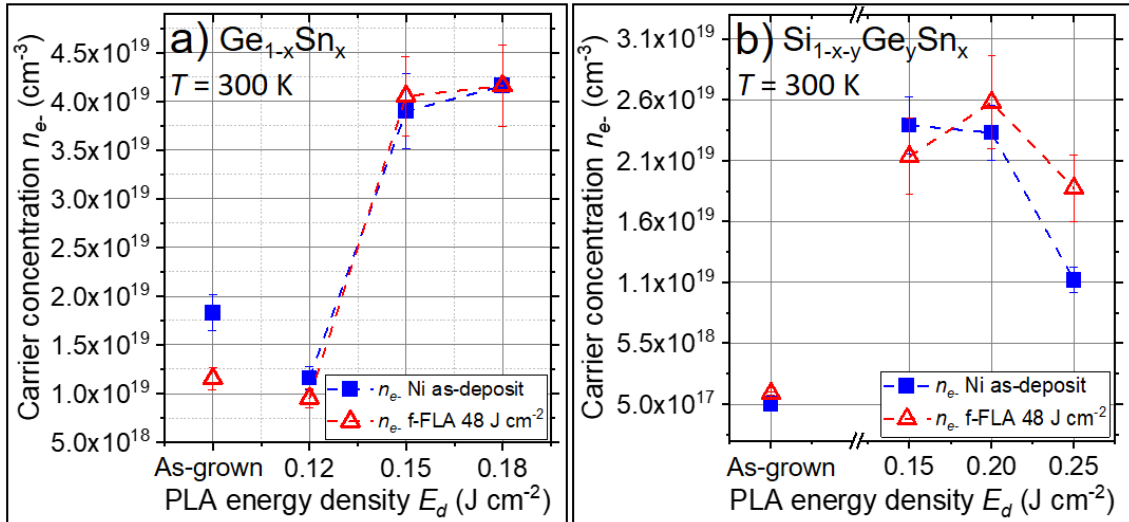 a) Ge1-xSnx
T = 300 K
Carrier concentration ne- (cm-3)
4.5x10^19
4.0x10^19
3.5x10^19
3.0x10^19
2.5x10^19
2.0x10^19
1.5x10^19
1.0x10^19
5.0x10^18
ne- Ni as-deposit
ne- f-FLA 48 J cm-2
As-grown 0.12 0.15 0.18
PLA energy density Ed (J cm-2)
b) Si1-x-yGeySnx
T = 300 K
Carrier concentration ne- (cm-3)
3.1x10^19
2.6x10^19
2.1x10^19
1.6x10^19
1.1x10^19
5.5x10^18
5.0x10^17
ne- Ni as-deposit
ne- f-FLA 48 J cm-2
As-grown 0.15 0.20 0.25
PLA energy density Ed (J cm-2)